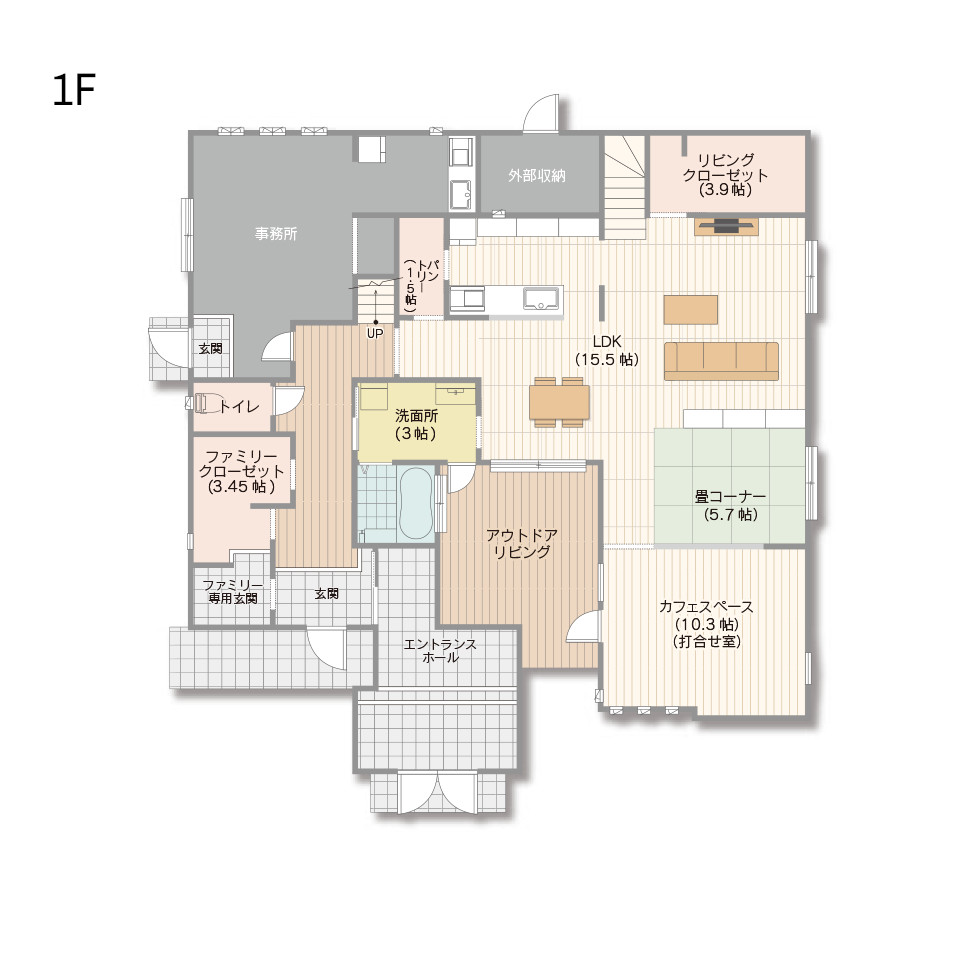 1F
リビング
クローゼット
(3.9帖)
外部収納
事務所
パントリー
(1.5帖)
UP
玄関
LDK
(15.5帖)
トイレ
洗面所
(3帖)
ファミリー
クローゼット
(3.45帖)
畳コーナー
(5.7帖)
アウトドア
リビング
ファミリー
専用玄関
玄関
カフェスペース
(10.3帖)
(打合せ室)
エントランス
ホール